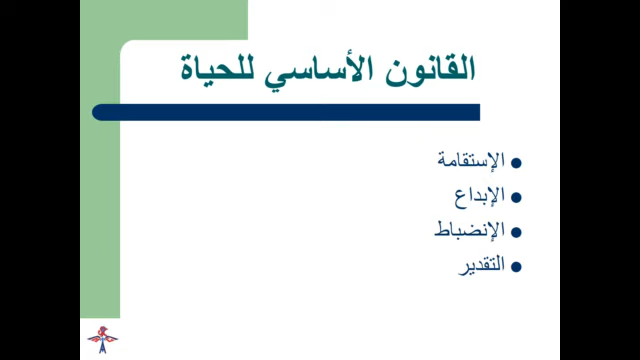 القانون الأساسي للحياة
الإستقامة
الإبداع
الإنضباط
التقدير